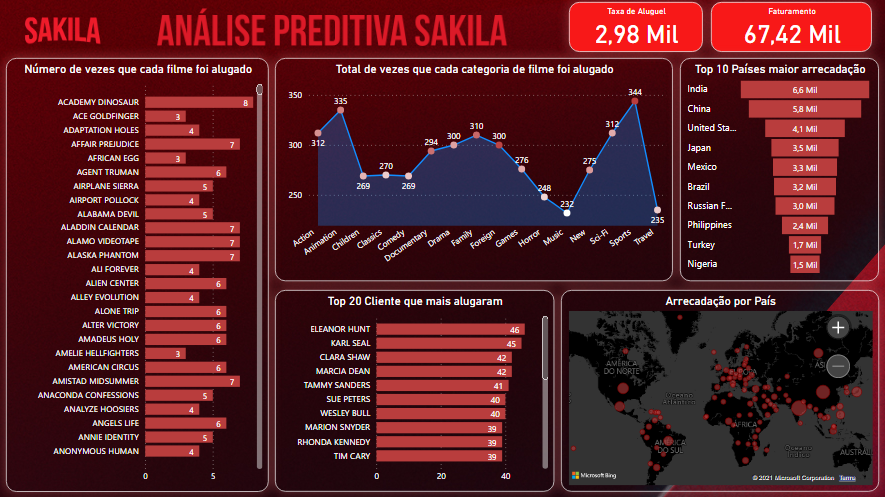 SAKILA
ANÁLISE PREDITIVA SAKILA
Taxa de Aluguel
2,98 Mil
Faturamento
67,42 Mil
Número de vezes que cada filme foi alugado
ACADEMY DINOSAUR 8
ACE GOLDFINGER 3
ADAPTATION HOLES 4
AFFAIR PREJUDICE 7
AFRICAN EGG 3
AGENT TRUMAN 6
AIRPLANE SIERRA 5
AIRPORT POLLOCK 4
ALABAMA DEVIL 5
ALADDIN CALENDAR 7
ALAMO VIDEOTAPE 7
ALASKA PHANTOM 7
ALI FOREVER 4
ALIEN CENTER 6
ALLEY EVOLUTION 4
ALONE TRIP 6
ALTER VICTORY 6
AMADEUS HOLY 6
AMELIE HELLFIGHTERS 3
AMERICAN CIRCUS 6
AMISTAD MIDSUMMER 7
ANACONDA CONFESSIONS 5
ANALYZE HOOSIERS 4
ANGELS LIFE 6
ANNIE IDENTITY 5
ANONYMOUS HUMAN 4
0 5
Total de vezes que cada categoria de filme foi alugado
350
300
250
312 335 269 270 269 294 300 310 300 276 248 232 275 312 344 235
Action Animation Children Classics Comedy Documentary Drama Family Foreign Games Horror Music New Sci-Fi Sports Travel
Top 10 Países maior arrecadação
India 6,6 Mil
China 5,8 Mil
United Sta... 4,1 Mil
Japan 3,5 Mil
Mexico 3,3 Mil
Brazil 3,2 Mil
Russian F... 3,0 Mil
Philippines 2,4 Mil
Turkey 1,7 Mil
Nigeria 1,5 Mil
Top 20 Cliente que mais alugaram
ELEANOR HUNT 46
KARL SEAL 45
CLARA SHAW 42
MARCIA DEAN 42
TAMMY SANDERS 41
SUE PETERS 40
WESLEY BULL 40
MARION SNYDER 39
RHONDA KENNEDY 39
TIM CARY 39
0 20 40
Arrecadação por País
+
−
AMÉRICA
DO NORTE
EUROPA
Oceano
Atlântico
ÁFRICA
AMÉRICA
DO SUL
Oceano
Índico
Microsoft Bing
© 2021 Microsoft Corporation Terms